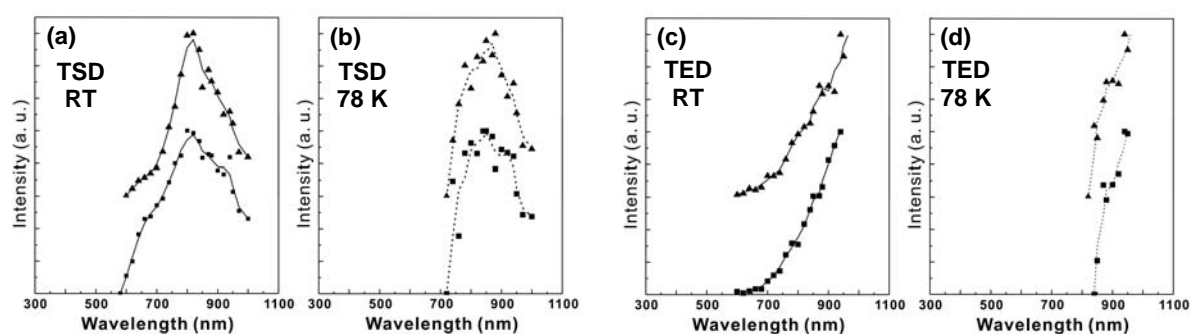 (a)
TSD
RT
Intensity (a. u.)
300 500 700 900 1100
Wavelength (nm)
(b)
TSD
78 K
Intensity (a. u.)
300 500 700 900 1100
Wavelength (nm)
(c)
TED
RT
Intensity (a. u.)
300 500 700 900 1100
Wavelength (nm)
(d)
TED
78 K
Intensity (a. u.)
300 500 700 900 1100
Wavelength (nm)